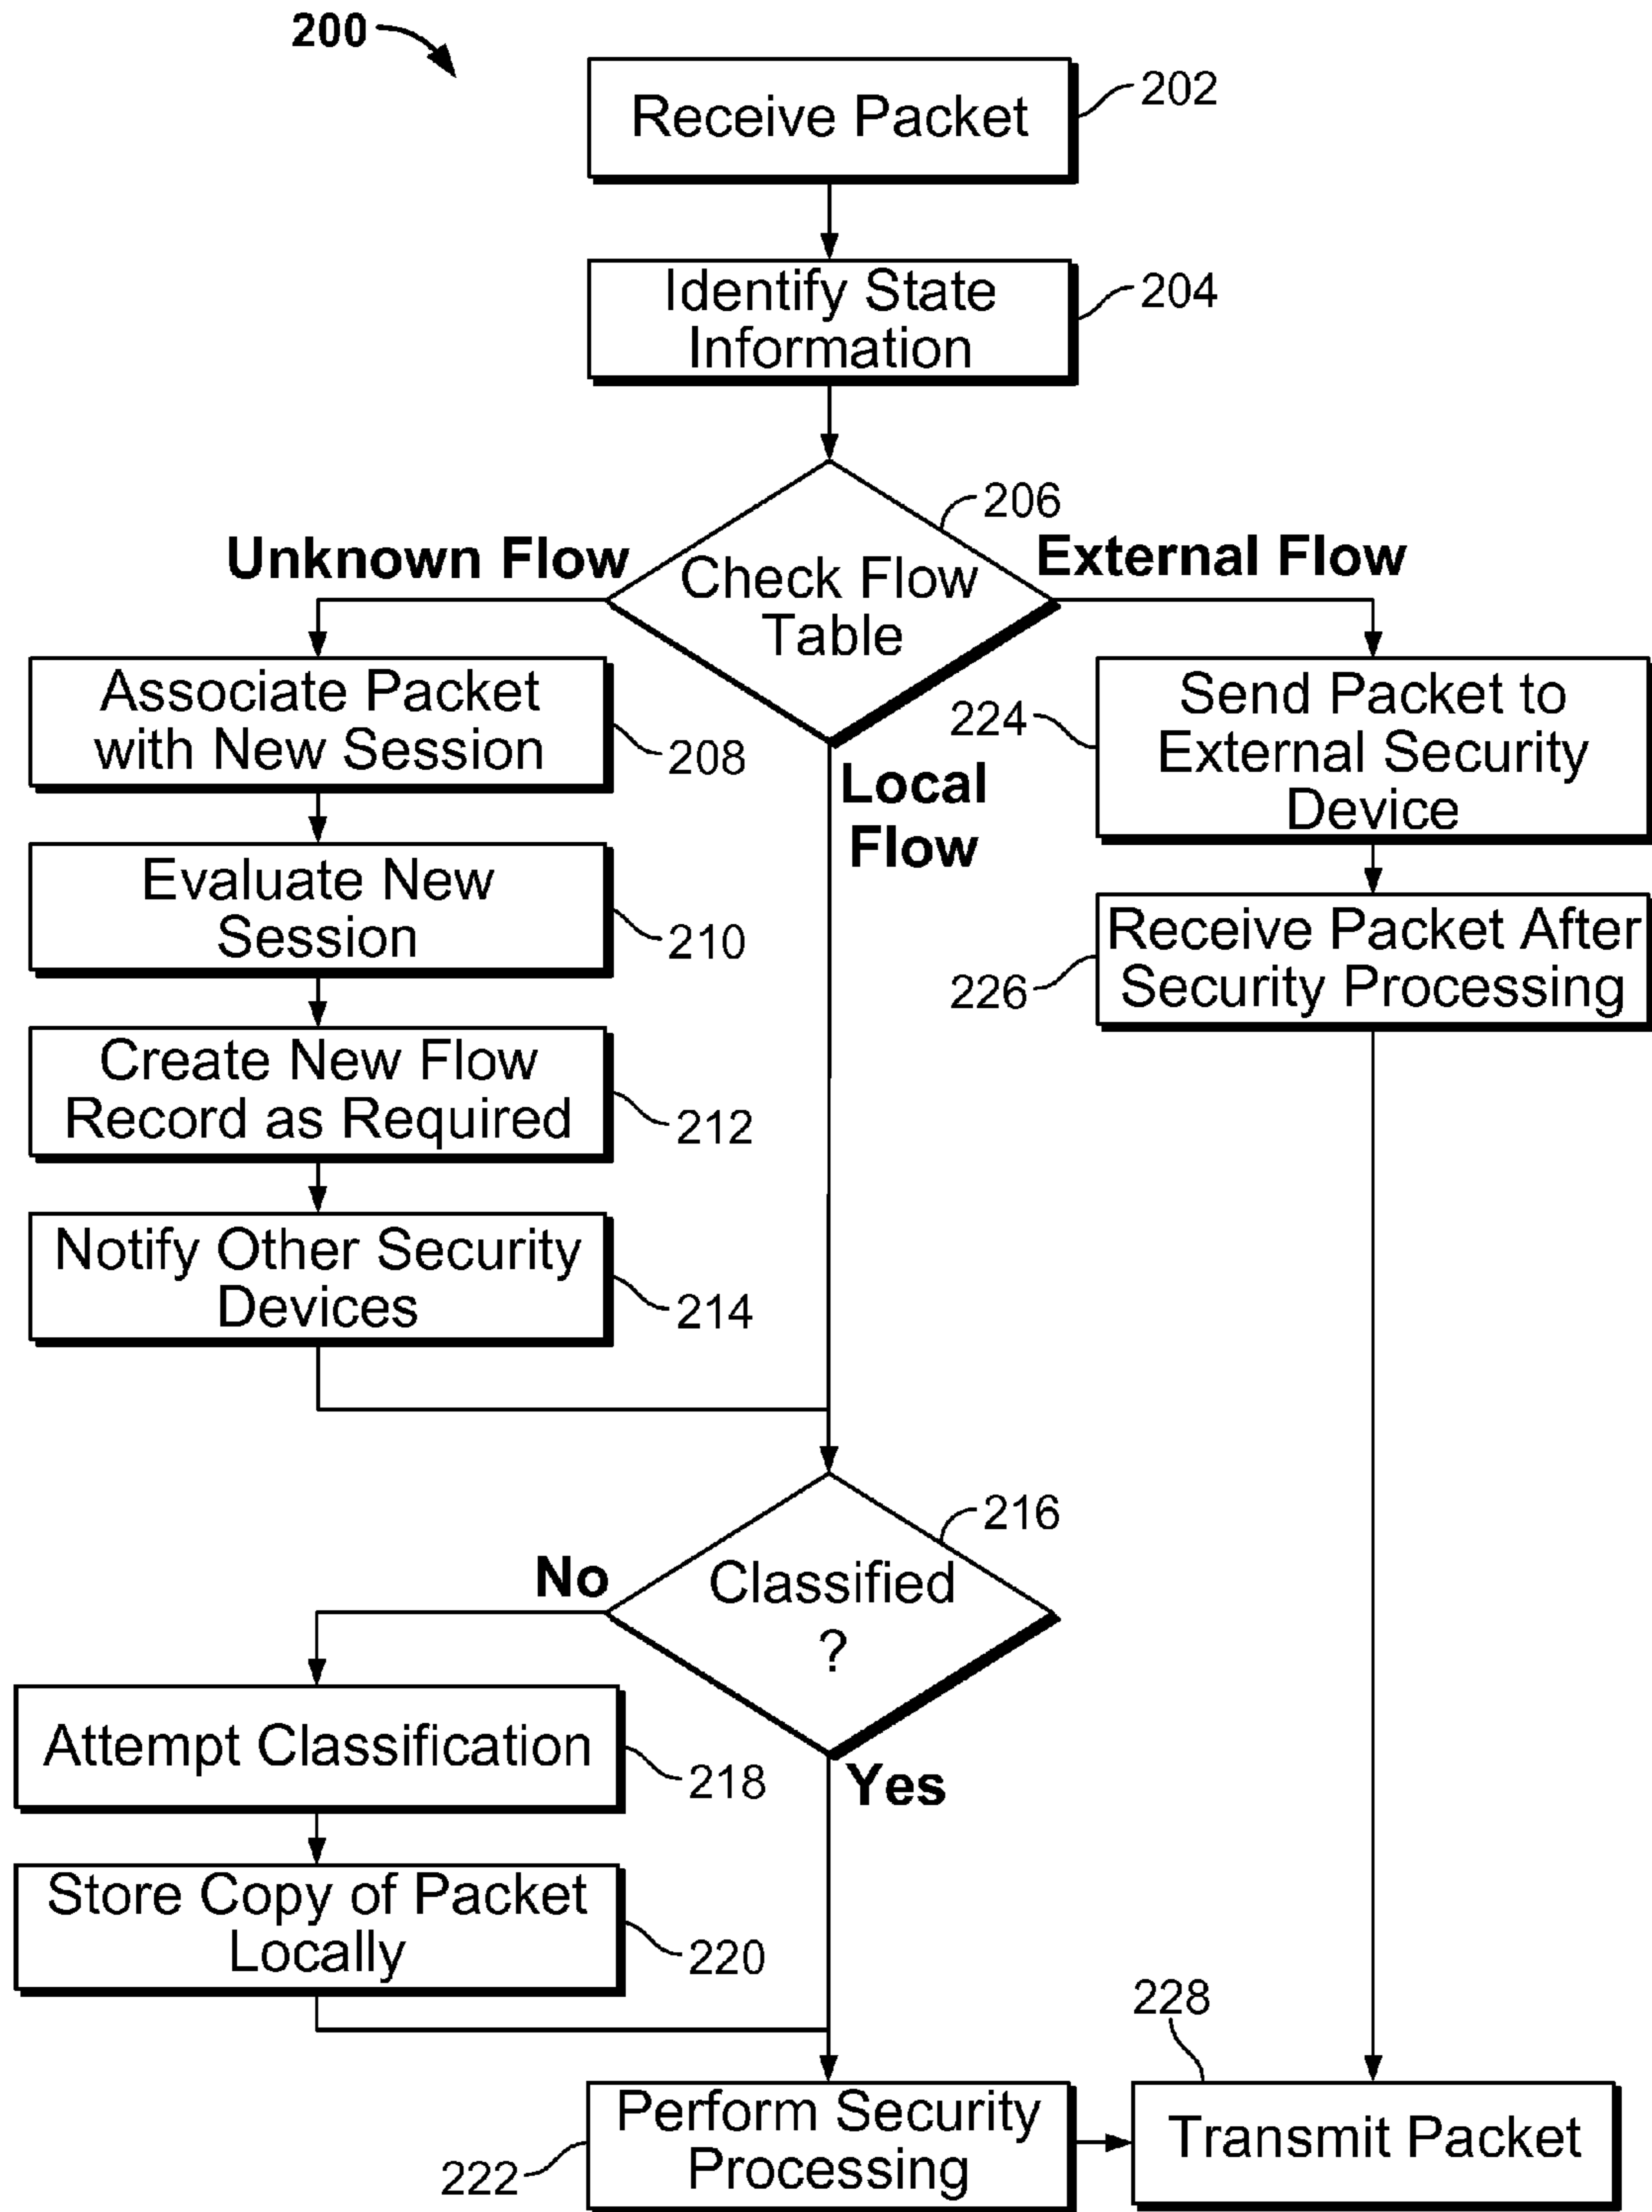 200
Receive Packet
202
Identify State
Information
204
206
Unknown Flow
Check Flow
Table
External Flow
Local
Flow
Associate Packet
with New Session
208
Evaluate New
Session
210
Create New Flow
Record as Required
212
Notify Other Security
Devices
214
224
Send Packet to
External Security
Device
226
Receive Packet After
Security Processing
216
Classified
?
No
Yes
Attempt Classification
218
Store Copy of Packet
Locally
220
Perform Security
Processing
222
228
Transmit Packet